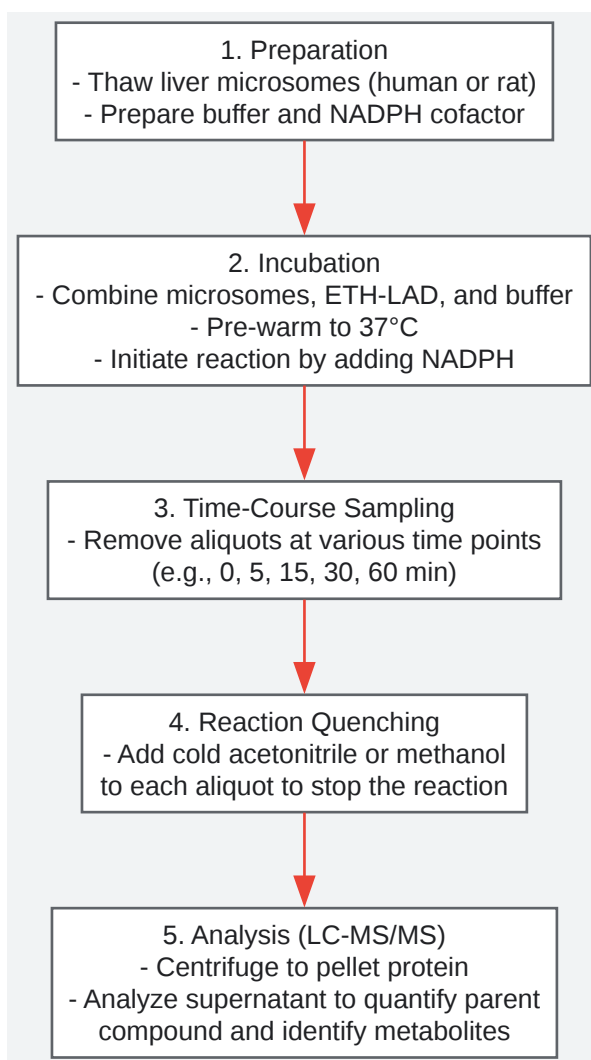 1. Preparation
- Thaw liver microsomes (human or rat)
- Prepare buffer and NADPH cofactor
2. Incubation
- Combine microsomes, ETH-LAD, and buffer
- Pre-warm to 37°C
- Initiate reaction by adding NADPH
3. Time-Course Sampling
- Remove aliquots at various time points
(e.g., 0, 5, 15, 30, 60 min)
4. Reaction Quenching
- Add cold acetonitrile or methanol
to each aliquot to stop the reaction
5. Analysis (LC-MS/MS)
- Centrifuge to pellet protein
- Analyze supernatant to quantify parent
compound and identify metabolites